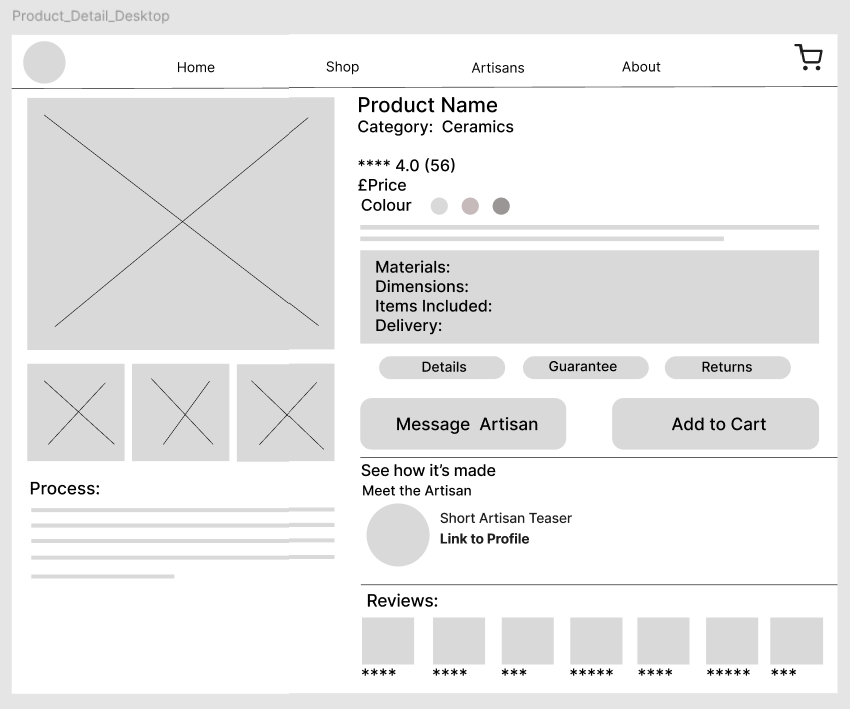 Product_Detail_Desktop
Home Shop Artisans About
Product Name
Category: Ceramics
**** 4.0 (56)
£Price
Colour
Materials:
Dimensions:
Items Included:
Delivery:
Details Guarantee Returns
Message Artisan Add to Cart
Process:
See how it's made
Meet the Artisan
Short Artisan Teaser
Link to Profile
Reviews:
**** **** *** ***** **** ***** ***